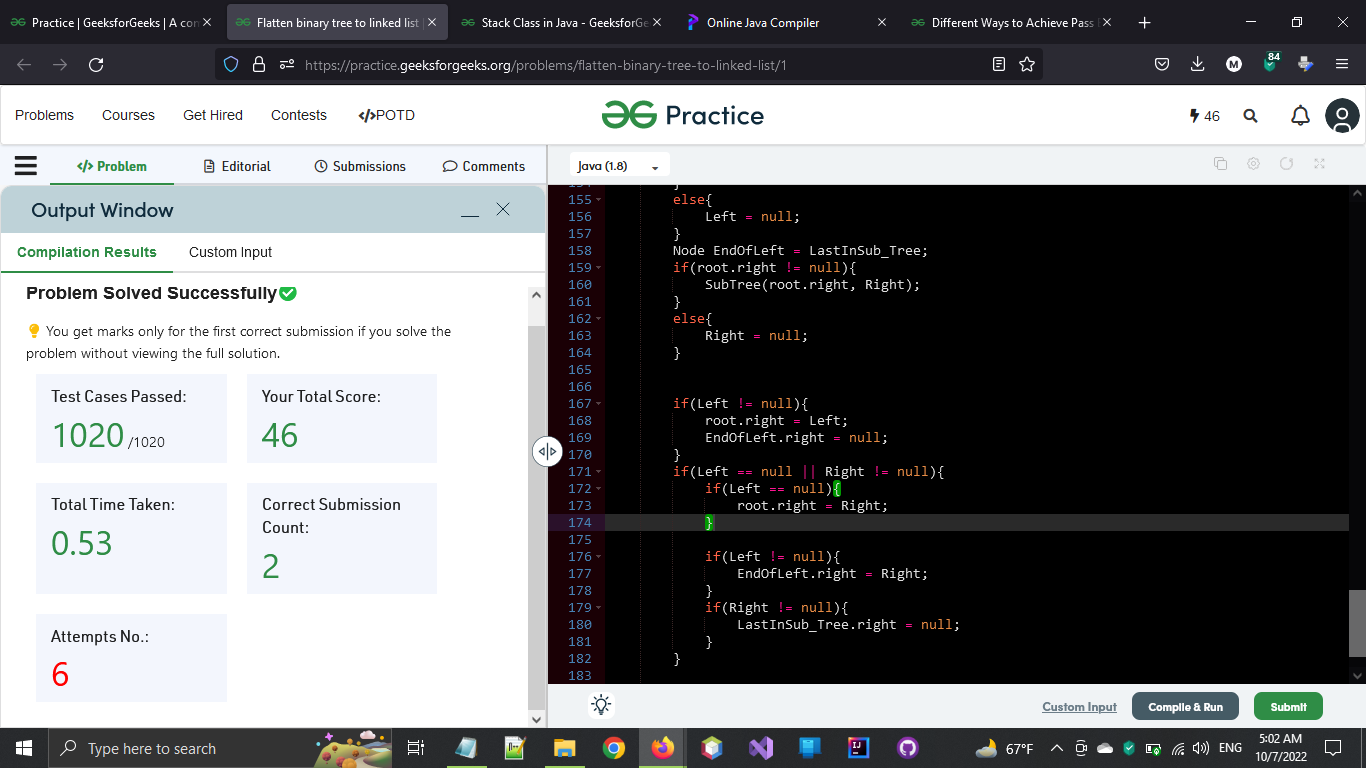 Practice | GeeksforGeeks | A con
Flatten binary tree to linked list
Stack Class in Java - GeeksforGe
Online Java Compiler
Different Ways to Achieve Pass
https://practice.geeksforgeeks.org/problems/flatten-binary-tree-to-linked-list/1
M
84
Problems
Courses
Get Hired
Contests
</>POTD
Practice
46
</> Problem
Editorial
Submissions
Comments
Java (1.8)
Output Window
Compilation Results
Custom Input
Problem Solved Successfully
You get marks only for the first correct submission if you solve the
problem without viewing the full solution.
Test Cases Passed:
1020 /1020
Your Total Score:
46
Total Time Taken:
0.53
Correct Submission
Count:
2
Attempts No.:
6
154 }
155 else{
156 Left = null;
157 }
158 Node EndOfLeft = LastInSub_Tree;
159 if(root.right != null){
160 SubTree(root.right, Right);
161 }
162 else{
163 Right = null;
164 }
165
166
167 if(Left != null){
168 root.right = Left;
169 EndOfLeft.right = null;
170 }
171 if(Left == null || Right != null){
172 if(Left == null){
173 root.right = Right;
174 }
175
176 if(Left != null){
177 EndOfLeft.right = Right;
178 }
179 if(Right != null){
180 LastInSub_Tree.right = null;
181 }
182 }
183
Custom Input
Compile & Run
Submit
Type here to search
67°F
ENG
5:02 AM
10/7/2022